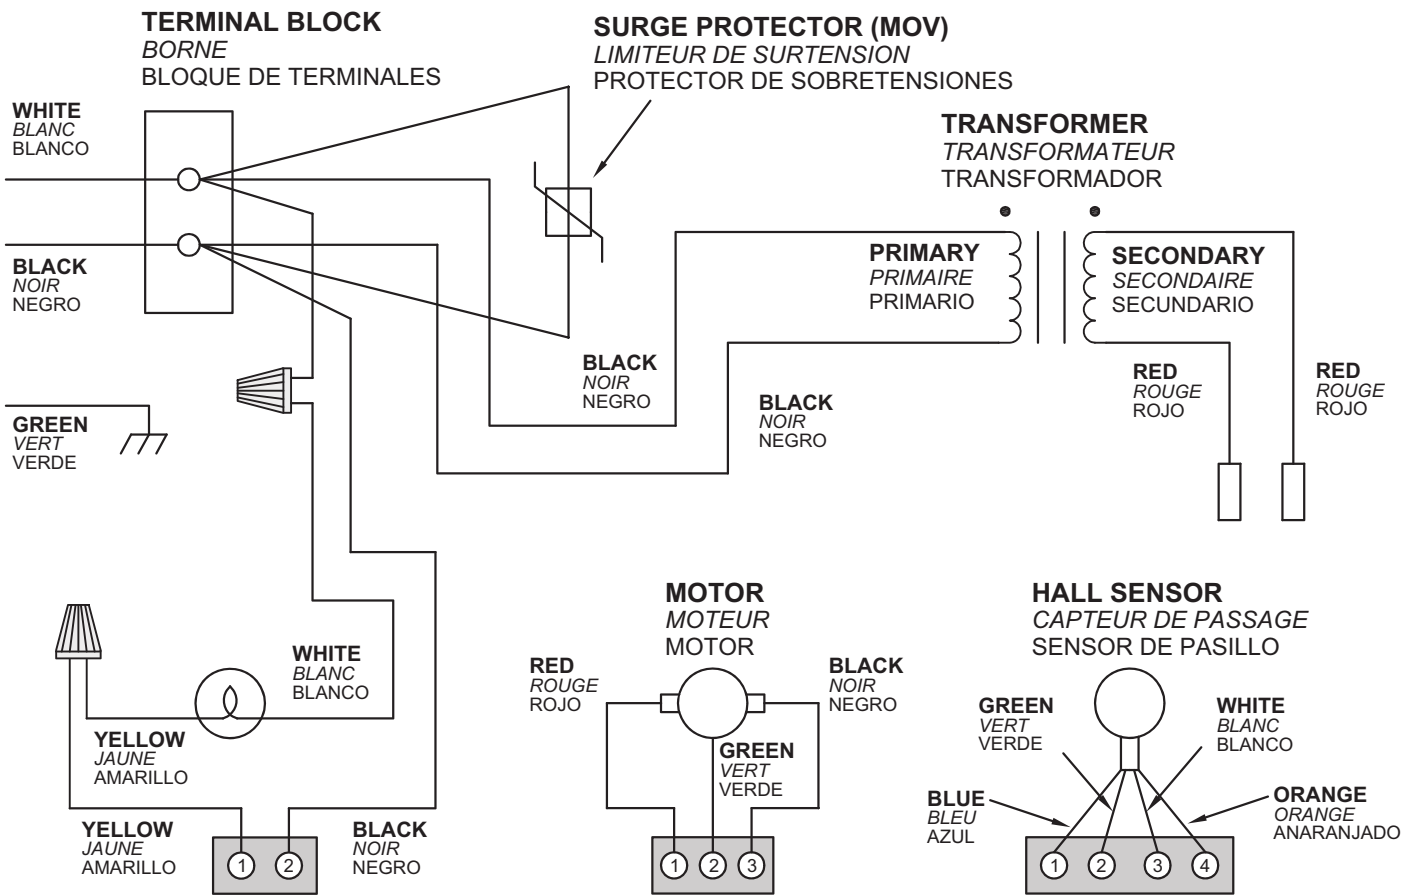 TERMINAL BLOCK
BORNE
BLOQUE DE TERMINALES
SURGE PROTECTOR (MOV)
LIMITEUR DE SURTENSION
PROTECTOR DE SOBRETENSIONES
WHITE
BLANC
BLANCO
TRANSFORMER
TRANSFORMATEUR
TRANSFORMADOR
BLACK
NOIR
NEGRO
PRIMARY
PRIMAIRE
PRIMARIO
SECONDARY
SECONDAIRE
SECUNDARIO
BLACK
NOIR
NEGRO
BLACK
NOIR
NEGRO
RED
ROUGE
ROJO
RED
ROUGE
ROJO
GREEN
VERT
VERDE
WHITE
BLANC
BLANCO
YELLOW
JAUNE
AMARILLO
YELLOW
JAUNE
AMARILLO
1 2
BLACK
NOIR
NEGRO
MOTOR
MOTEUR
MOTOR
RED
ROUGE
ROJO
BLACK
NOIR
NEGRO
GREEN
VERT
VERDE
1 2 3
HALL SENSOR
CAPTEUR DE PASSAGE
SENSOR DE PASILLO
GREEN
VERT
VERDE
WHITE
BLANC
BLANCO
BLUE
BLEU
AZUL
ORANGE
ORANGE
ANARANJADO
1 2 3 4